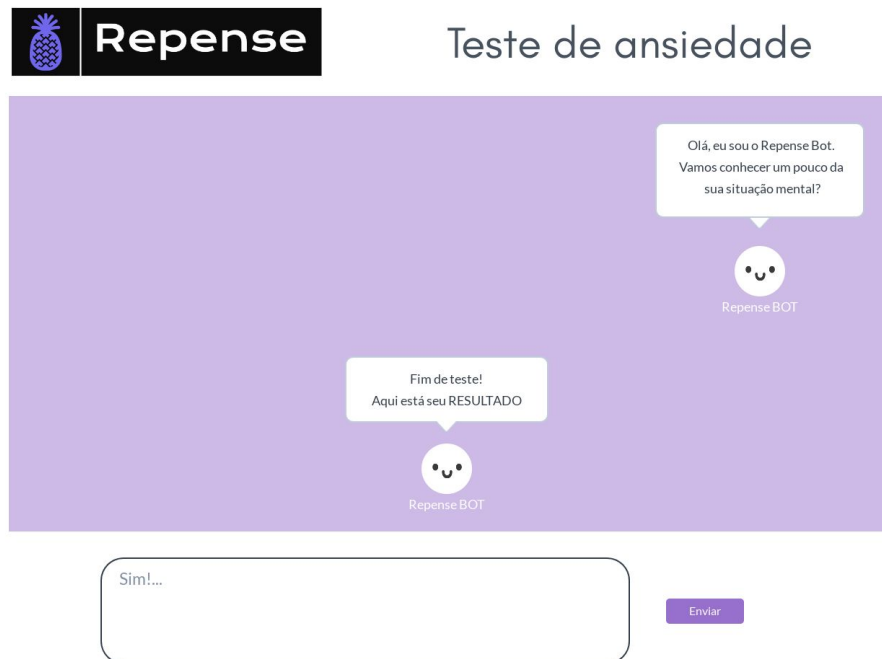 Repense
Teste de ansiedade
Olá, eu sou o Repense Bot.
Vamos conhecer um pouco da
sua situação mental?
Repense BOT
Fim de teste!
Aqui está seu RESULTADO
Repense BOT
Sim!...
Enviar